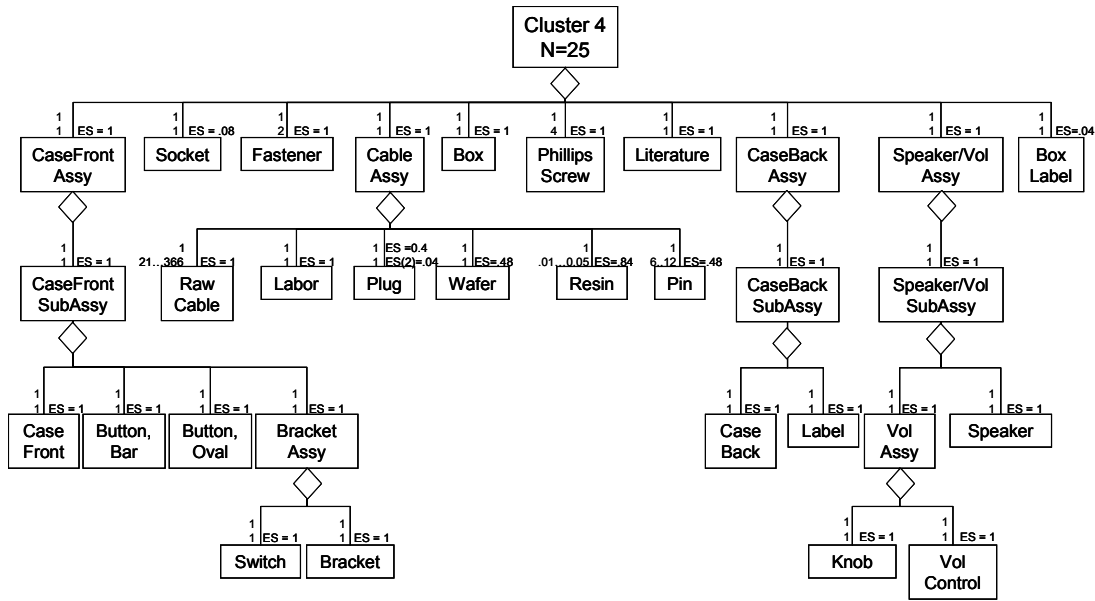 Cluster 4
N=25
1
1 ES = 1
CaseFront
Assy
1
1 ES = .08
Socket
1
2 ES = 1
Fastener
1
1 ES = 1
Cable
Assy
1
1 ES = 1
Box
1
4 ES = 1
Phillips
Screw
1
1 ES = 1
Literature
1
1 ES = 1
CaseBack
Assy
1
1 ES = 1
Speaker/Vol
Assy
1
1 ES=.04
Box
Label
1
1 ES = 1
CaseFront
SubAssy
1
21...366 ES = 1
Raw
Cable
1
1 ES = 1
Labor
1 ES =0.4
1 ES(2)=.04
Plug
1
1 ES=.48
Wafer
1
.01...0.05 ES=.84
Resin
1
6..12 ES=.48
Pin
1
1 ES = 1
CaseBack
SubAssy
1
1 ES = 1
Speaker/Vol
SubAssy
1
1 ES = 1
Case
Front
1
1 ES = 1
Button,
Bar
1
1 ES = 1
Button,
Oval
1
1 ES = 1
Bracket
Assy
1
1 ES = 1
Case
Back
1
1 ES = 1
Label
1
1 ES = 1
Vol
Assy
1
1 ES = 1
Speaker
1
1 ES = 1
Switch
1
1 ES = 1
Bracket
1
1 ES = 1
Knob
1
1 ES = 1
Vol
Control